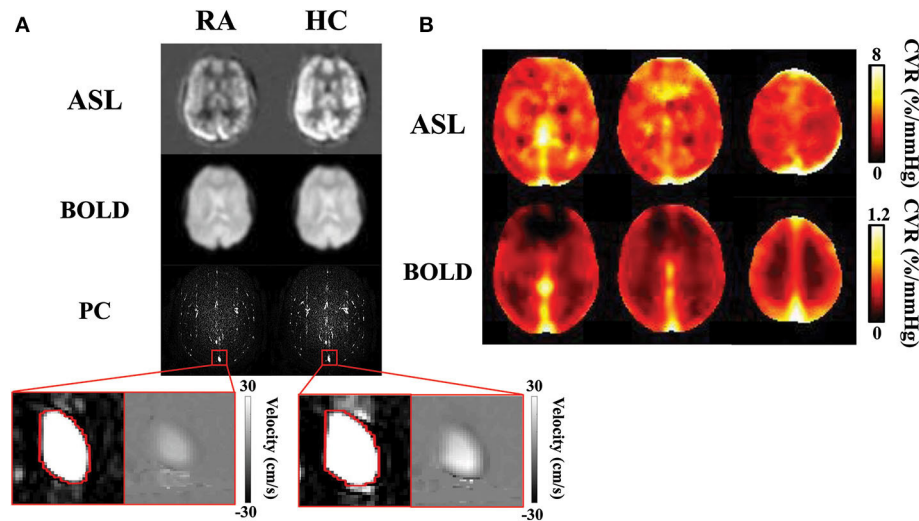 A
RA HC
ASL
BOLD
PC
30
Velocity (cm/s)
-30
30
Velocity (cm/s)
-30
B
ASL
8
CVR (%/mmHg)
0
BOLD
1.2
CVR (%/mmHg)
0